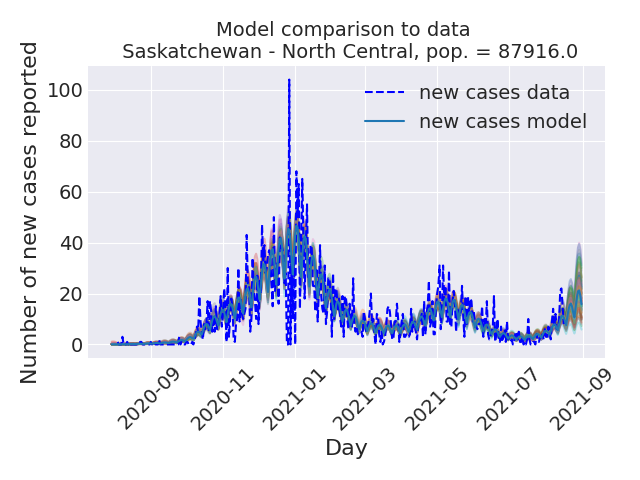 Model comparison to data
Saskatchewan - North Central, pop. = 87916.0
Number of new cases reported
100
80
60
40
20
0
new cases data
new cases model
2020-09
2020-11
2021-01
2021-03
2021-05
2021-07
2021-09
Day